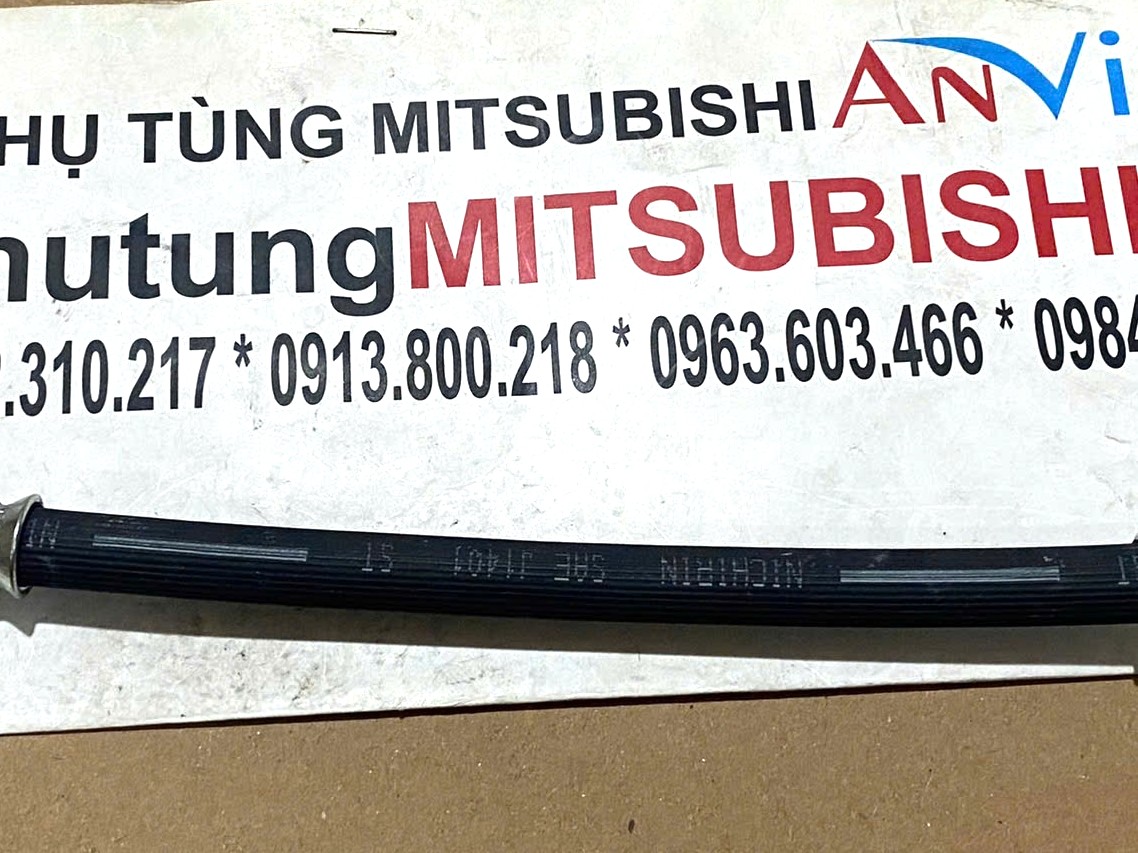 HỤ TÙNG MITSUBISHI ANVi
hutungMITSUBISHI
.310.217 * 0913.800.218 * 0963.603.466 * 0984
NICHIRIN SAE J1401 ST